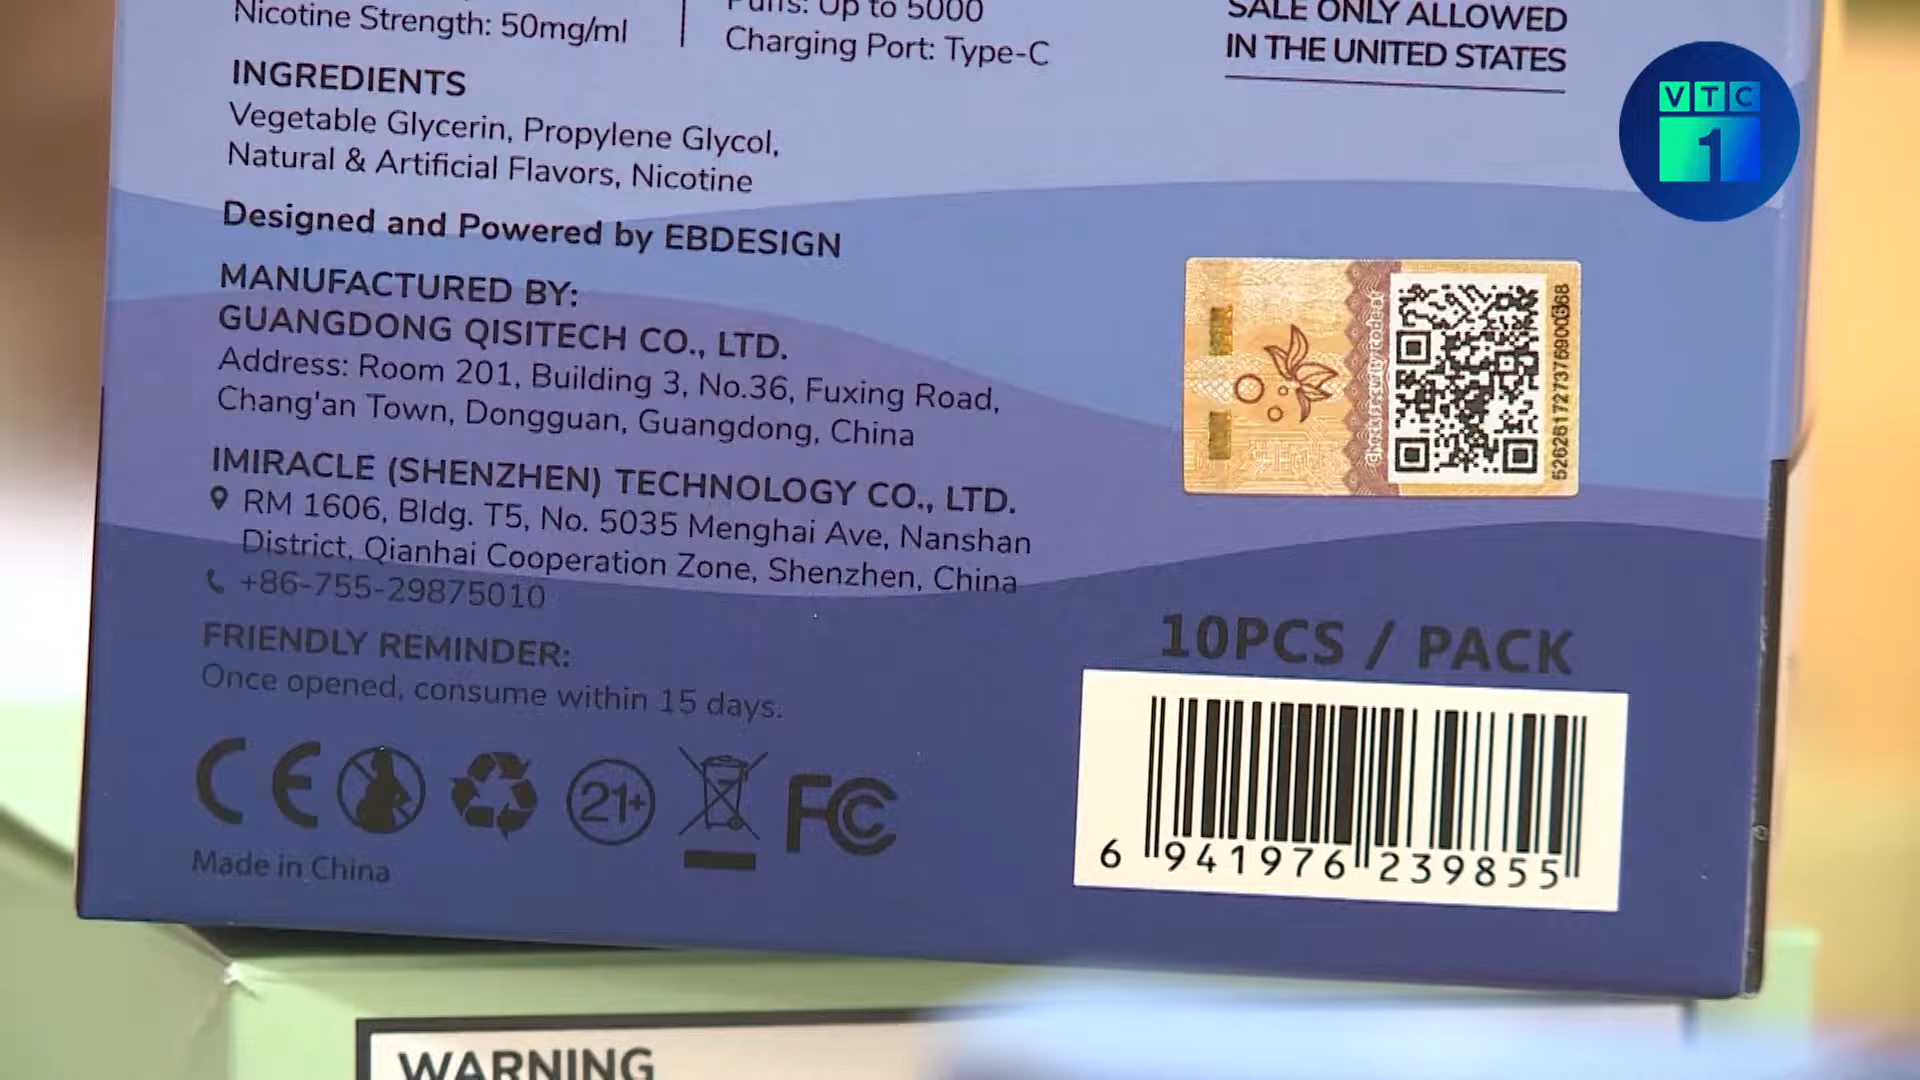 Nicotine Strength: 50mg/ml
Puffs: Up to 5000
Charging Port: Type-C
SALE ONLY ALLOWED
IN THE UNITED STATES
VTC
1
INGREDIENTS
Vegetable Glycerin, Propylene Glycol,
Natural & Artificial Flavors, Nicotine
Designed and Powered by EBDESIGN
MANUFACTURED BY:
GUANGDONG QISITECH CO., LTD.
Address: Room 201, Building 3, No.36, Fuxing Road,
Chang'an Town, Dongguan, Guangdong, China
IMIRACLE (SHENZHEN) TECHNOLOGY CO., LTD.
RM 1606, Bldg. T5, No. 5035 Menghai Ave, Nanshan
District, Qianhai Cooperation Zone, Shenzhen, China
+86-755-29875010
FRIENDLY REMINDER:
Once opened, consume within 15 days.
CE
21+
FC
Made in China
10PCS / PACK
6 941976 239855
WARNING